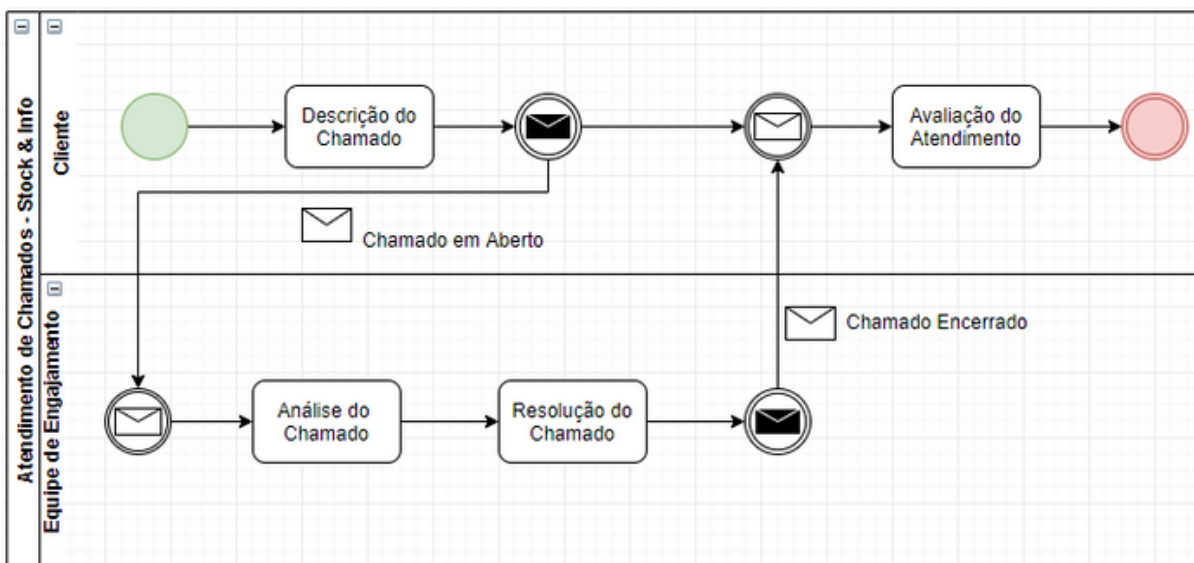 Atendimento de Chamados - Stock & Info
Cliente
Descrição do
Chamado
Avaliação do
Atendimento
Chamado em Aberto
Equipe de Engajamento
Chamado Encerrado
Análise do
Chamado
Resolução do
Chamado